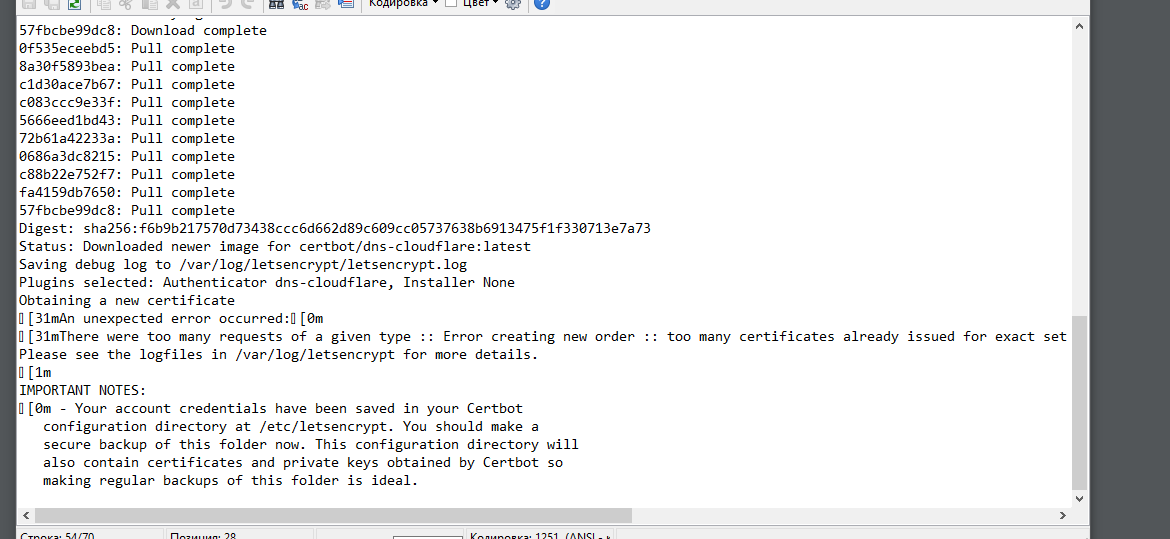 Кодировка Цвет
57fbcbe99dc8: Download complete
0f535eceebd5: Pull complete
8a30f5893bea: Pull complete
c1d30ace7b67: Pull complete
c083ccc9e33f: Pull complete
5666eed1bd43: Pull complete
72b61a42233a: Pull complete
0686a3dc8215: Pull complete
c88b22e752f7: Pull complete
fa4159db7650: Pull complete
57fbcbe99dc8: Pull complete
Digest: sha256:f6b9b217570d73438ccc6d662d89c609cc05737638b6913475f1f330713e7a73
Status: Downloaded newer image for certbot/dns-cloudflare:latest
Saving debug log to /var/log/letsencrypt/letsencrypt.log
Plugins selected: Authenticator dns-cloudflare, Installer None
Obtaining a new certificate
[31mAn unexpected error occurred:[0m
[31mThere were too many requests of a given type :: Error creating new order :: too many certificates already issued for exact set
Please see the logfiles in /var/log/letsencrypt for more details.
[1m
IMPORTANT NOTES:
[0m - Your account credentials have been saved in your Certbot
configuration directory at /etc/letsencrypt. You should make a
secure backup of this folder now. This configuration directory will
also contain certificates and private keys obtained by Certbot so
making regular backups of this folder is ideal.
Строка: 54/70 Позиция: 28 Кодировка: 1251 (ANSI -